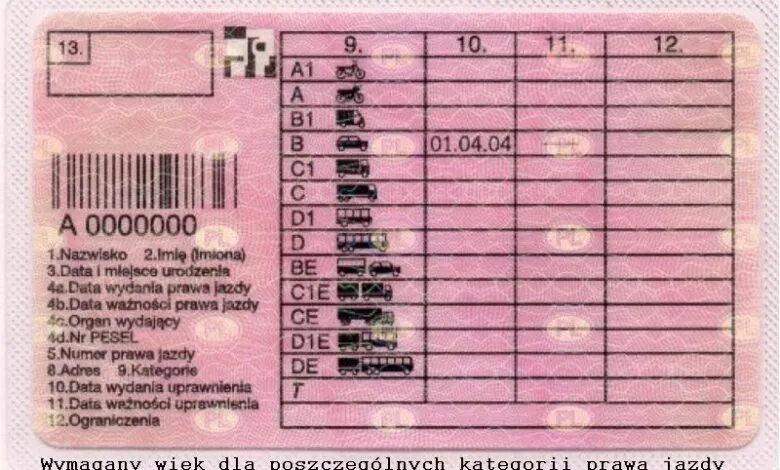 13.
9. 10. 11. 12.
A1
A
B1
B 01.04.04
C1
C
D1
D
BE
C1E
CE
D1E
DE
T
A 0000000
1.Nazwisko 2.Imię (Imiona)
3.Data i miejsce urodzenia
4a.Data wydania prawa jazdy
4b.Data ważności prawa jazdy
4c.Organ wydający
4d.Nr PESEL
5.Numer prawa jazdy
8.Adres 9.Kategorie
10.Data wydania uprawnienia
11.Data ważności uprawnienia
12.Ograniczenia
PL
Wymagany wiek dla poszczególnych kategorii prawa jazdy